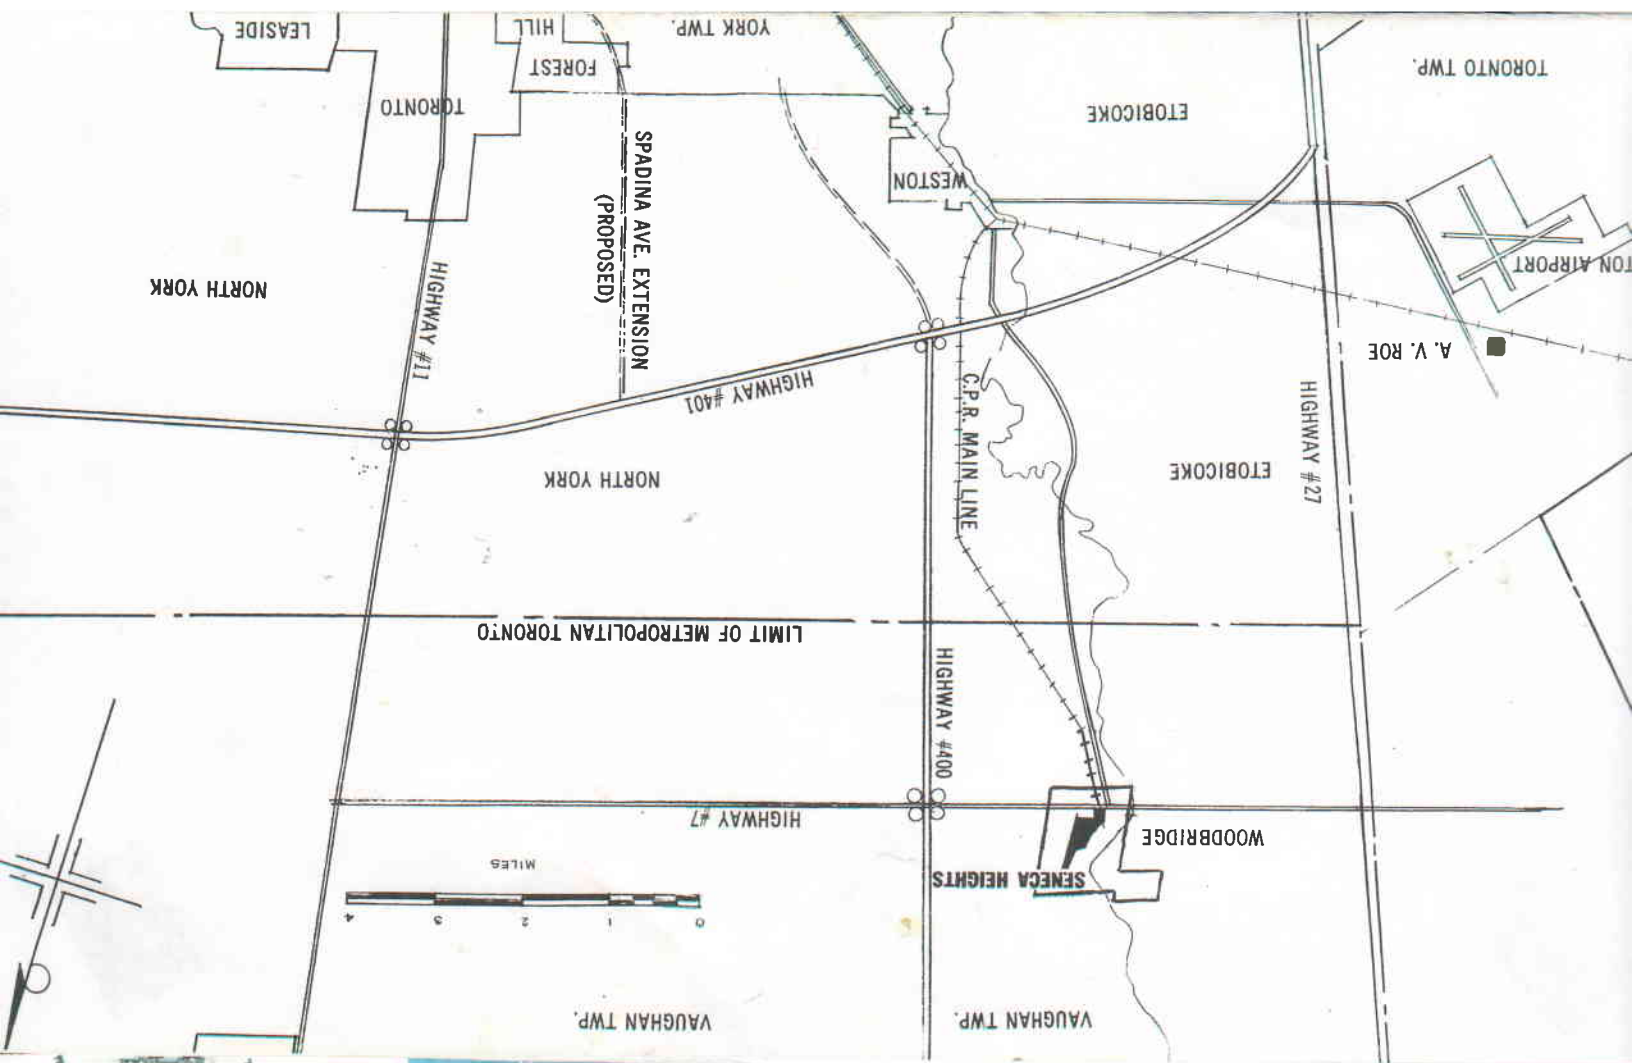 VAUGHAN TWP.
VAUGHAN TWP.
0 1 2 3 4
MILES
SENECA HEIGHTS
WOODBRIDGE
HIGHWAY #7
HIGHWAY #400
LIMIT OF METROPOLITAN TORONTO
ETOBICOKE
HIGHWAY #27
C.P.R. MAIN LINE
NORTH YORK
HIGHWAY #401
A. V. ROE
HIGHWAY #11
NORTH YORK
SPADINA AVE. EXTENSION
(PROPOSED)
TON AIRPORT
WESTON
ETOBICOKE
TORONTO
TORONTO TWP.
FOREST
HILL
YORK TWP.
LEASIDE